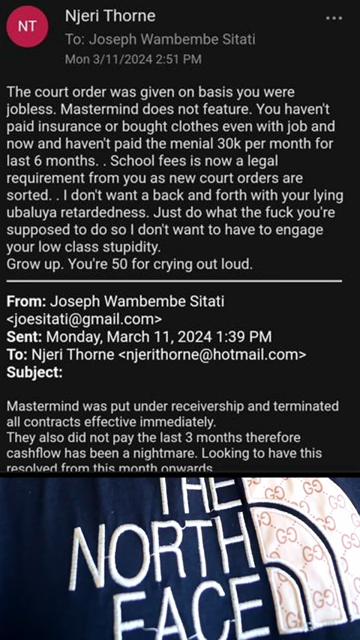 NT
Njeri Thorne
To: Joseph Wambembe Sitati
Mon 3/11/2024 2:51 PM
The court order was given on basis you were
jobless. Mastermind does not feature. You haven't
paid insurance or bought clothes even with job and
now and haven't paid the menial 30k per month for
last 6 months. . School fees is now a legal
requirement from you as new court orders are
sorted. . I don't want a back and forth with your lying
ubaluya retardedness. Just do what the fuck you're
supposed to do so I don't want to have to engage
your low class stupidity.
Grow up. You're 50 for crying out loud.
From: Joseph Wambembe Sitati
<joesitati@gmail.com>
Sent: Monday, March 11, 2024 1:39 PM
To: Njeri Thorne <njerithorne@hotmail.com>
Subject:
Mastermind was put under receivership and terminated
all contracts effective immediately.
They also did not pay the last 3 months therefore
cashflow has been a nightmare. Looking to have this
resolved from this month onwards
THE
NORTH
FACE